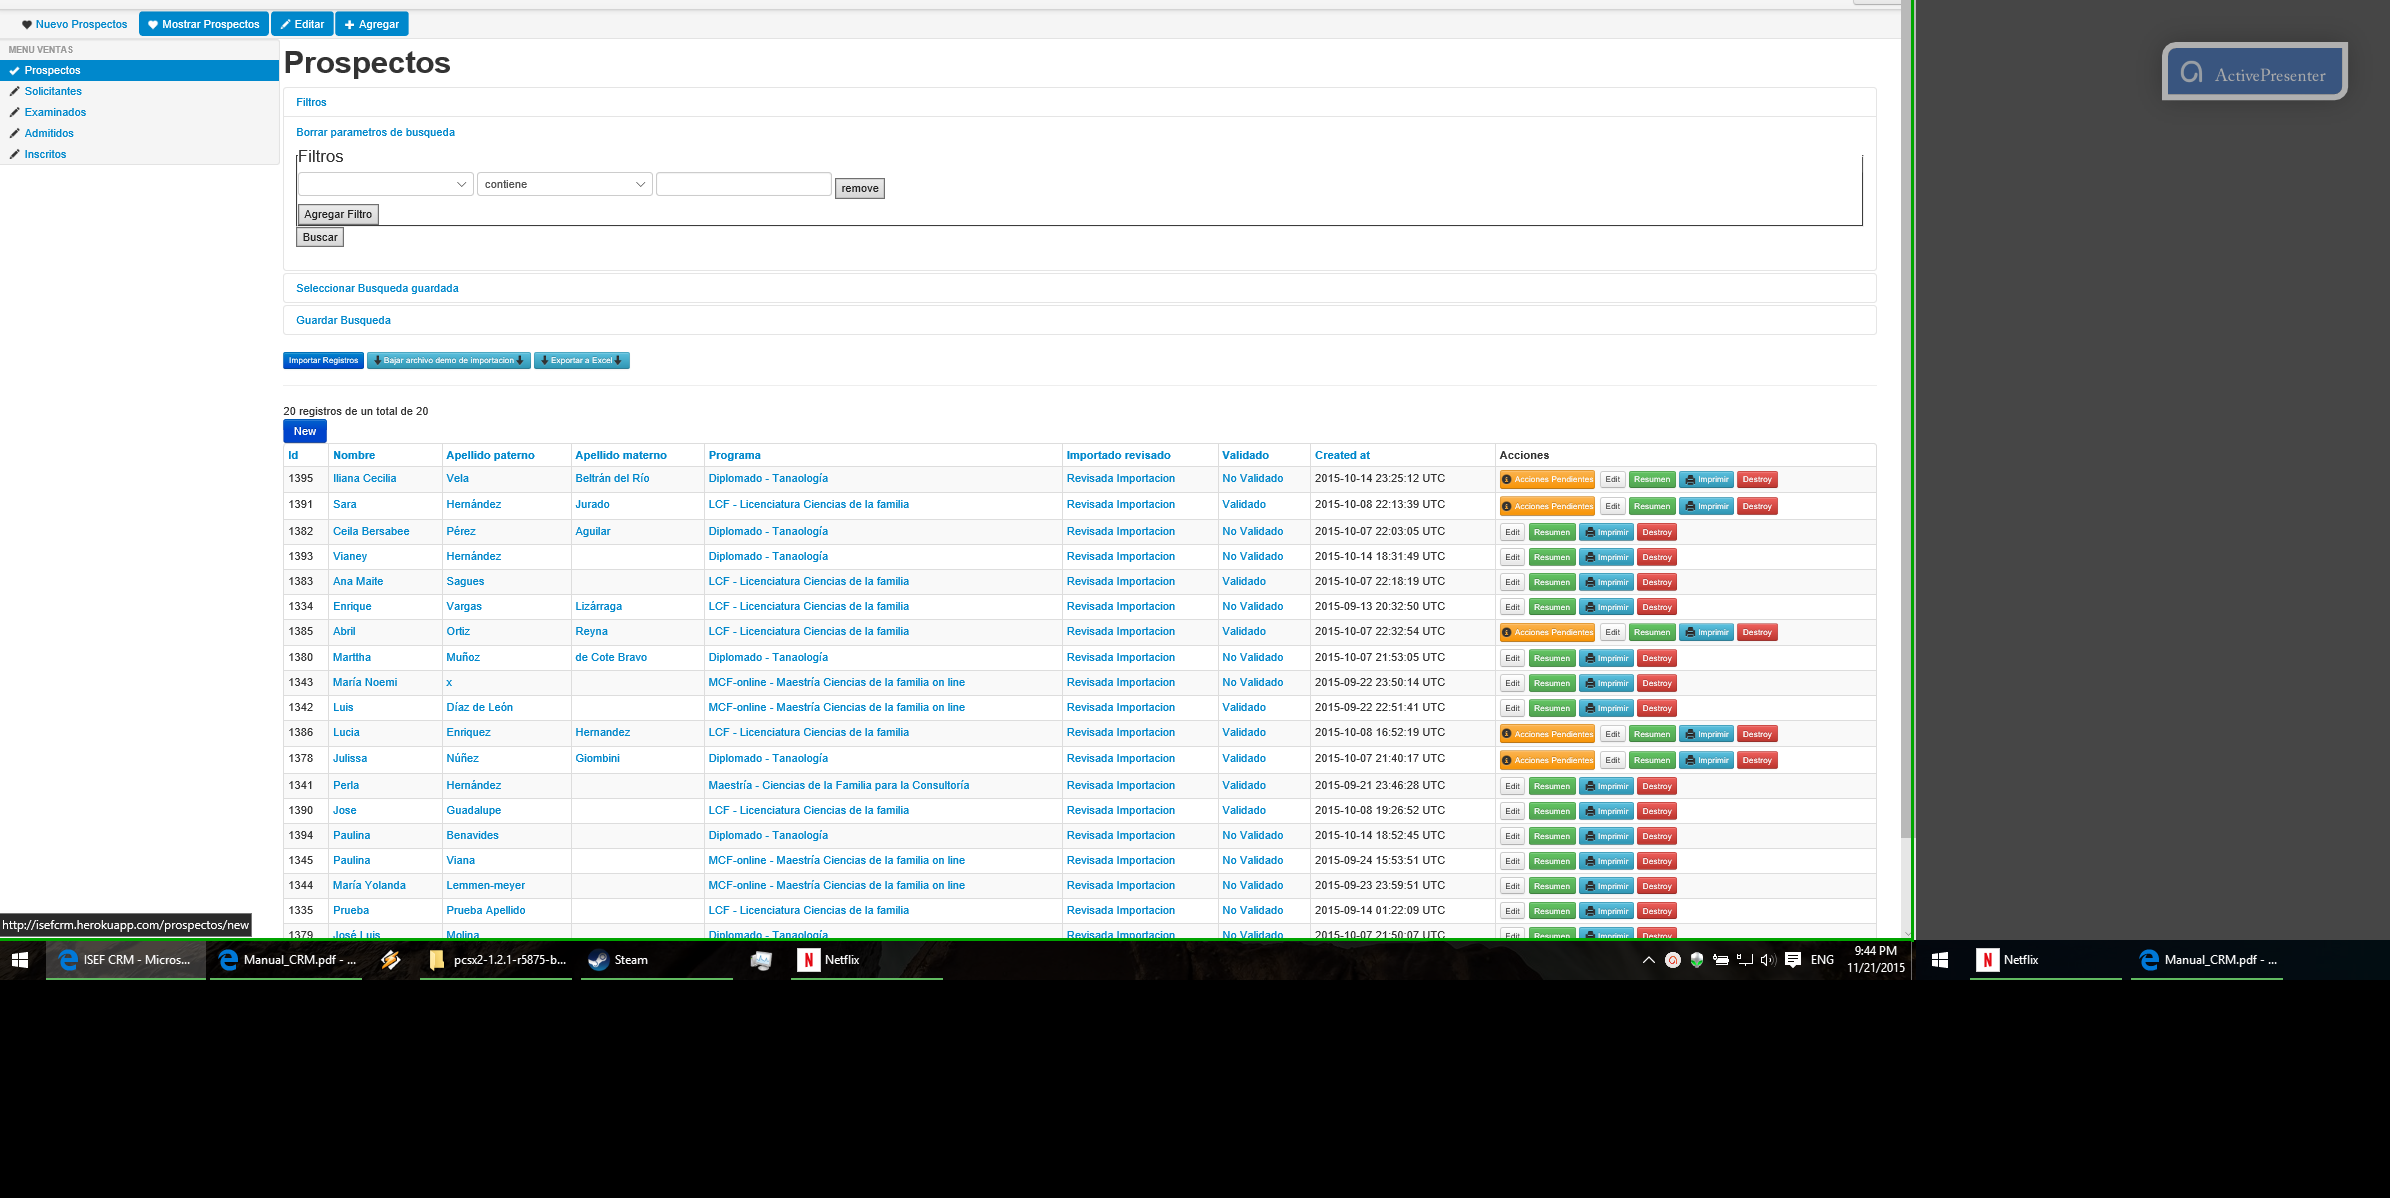 Nuevo Prospectos Mostrar Prospectos Editar Agregar
ActivePresenter
MENU VENTAS
Prospectos
Solicitantes
Examinados
Admitidos
Inscritos
Prospectos
Filtros
Borrar parametros de busqueda
Filtros
contiene remove
Agregar Filtro
Buscar
Seleccionar Busqueda guardada
Guardar Busqueda
Importar Registros Bajar archivo demo de importacion Exportar a Excel
20 registros de un total de 20
New
Id Nombre Apellido paterno Apellido materno Programa Importado revisado Validado Created at Acciones
1395 Iliana Cecilia Vela Beltrán del Río Diplomado - Tanaología Revisada Importacion No Validado 2015-10-14 23:25:12 UTC Acciones Pendientes Edit Resumen Imprimir Destroy
1391 Sara Hernández Jurado LCF - Licenciatura Ciencias de la familia Revisada Importacion Validado 2015-10-08 22:13:39 UTC Acciones Pendientes Edit Resumen Imprimir Destroy
1382 Ceila Bersabee Pérez Aguilar Diplomado - Tanaología Revisada Importacion No Validado 2015-10-07 22:03:05 UTC Edit Resumen Imprimir Destroy
1393 Vianey Hernández Diplomado - Tanaología Revisada Importacion No Validado 2015-10-14 18:31:49 UTC Edit Resumen Imprimir Destroy
1383 Ana Maite Sagues LCF - Licenciatura Ciencias de la familia Revisada Importacion Validado 2015-10-07 22:18:19 UTC Edit Resumen Imprimir Destroy
1334 Enrique Vargas Lizárraga LCF - Licenciatura Ciencias de la familia Revisada Importacion No Validado 2015-09-13 20:32:50 UTC Edit Resumen Imprimir Destroy
1385 Abril Ortiz Reyna LCF - Licenciatura Ciencias de la familia Revisada Importacion Validado 2015-10-07 22:32:54 UTC Acciones Pendientes Edit Resumen Imprimir Destroy
1380 Marttha Muñoz de Cote Bravo Diplomado - Tanaología Revisada Importacion No Validado 2015-10-07 21:53:05 UTC Edit Resumen Imprimir Destroy
1343 María Noemi x MCF-online - Maestría Ciencias de la familia on line Revisada Importacion No Validado 2015-09-22 23:50:14 UTC Edit Resumen Imprimir Destroy
1342 Luis Díaz de León MCF-online - Maestría Ciencias de la familia on line Revisada Importacion Validado 2015-09-22 22:51:41 UTC Edit Resumen Imprimir Destroy
1386 Lucia Enriquez Hernandez LCF - Licenciatura Ciencias de la familia Revisada Importacion Validado 2015-10-08 16:52:19 UTC Acciones Pendientes Edit Resumen Imprimir Destroy
1378 Julissa Núñez Giombini Diplomado - Tanaología Revisada Importacion Validado 2015-10-07 21:40:17 UTC Acciones Pendientes Edit Resumen Imprimir Destroy
1341 Perla Hernández Maestría - Ciencias de la Familia para la Consultoría Revisada Importacion Validado 2015-09-21 23:46:28 UTC Edit Resumen Imprimir Destroy
1390 Jose Guadalupe LCF - Licenciatura Ciencias de la familia Revisada Importacion Validado 2015-10-08 19:26:52 UTC Edit Resumen Imprimir Destroy
1394 Paulina Benavides Diplomado - Tanaología Revisada Importacion No Validado 2015-10-14 18:52:45 UTC Edit Resumen Imprimir Destroy
1345 Paulina Viana MCF-online - Maestría Ciencias de la familia on line Revisada Importacion No Validado 2015-09-24 15:53:51 UTC Edit Resumen Imprimir Destroy
1344 María Yolanda Lemmen-meyer MCF-online - Maestría Ciencias de la familia on line Revisada Importacion No Validado 2015-09-23 23:59:51 UTC Edit Resumen Imprimir Destroy
1335 Prueba Prueba Apellido LCF - Licenciatura Ciencias de la familia Revisada Importacion No Validado 2015-09-14 01:22:09 UTC Edit Resumen Imprimir Destroy
1379 José Luis Molina Diplomado - Tanaología Revisada Importacion No Validado 2015-10-07 21:50:07 UTC Edit Resumen Imprimir Destroy
http://isefcrm.herokuapp.com/prospectos/new
ISEF CRM - Micros... Manual_CRM.pdf - ... pcsx2-1.2.1-r5875-b... Steam Netflix ENG 9:44 PM
11/21/2015
Netflix Manual_CRM.pdf - ...